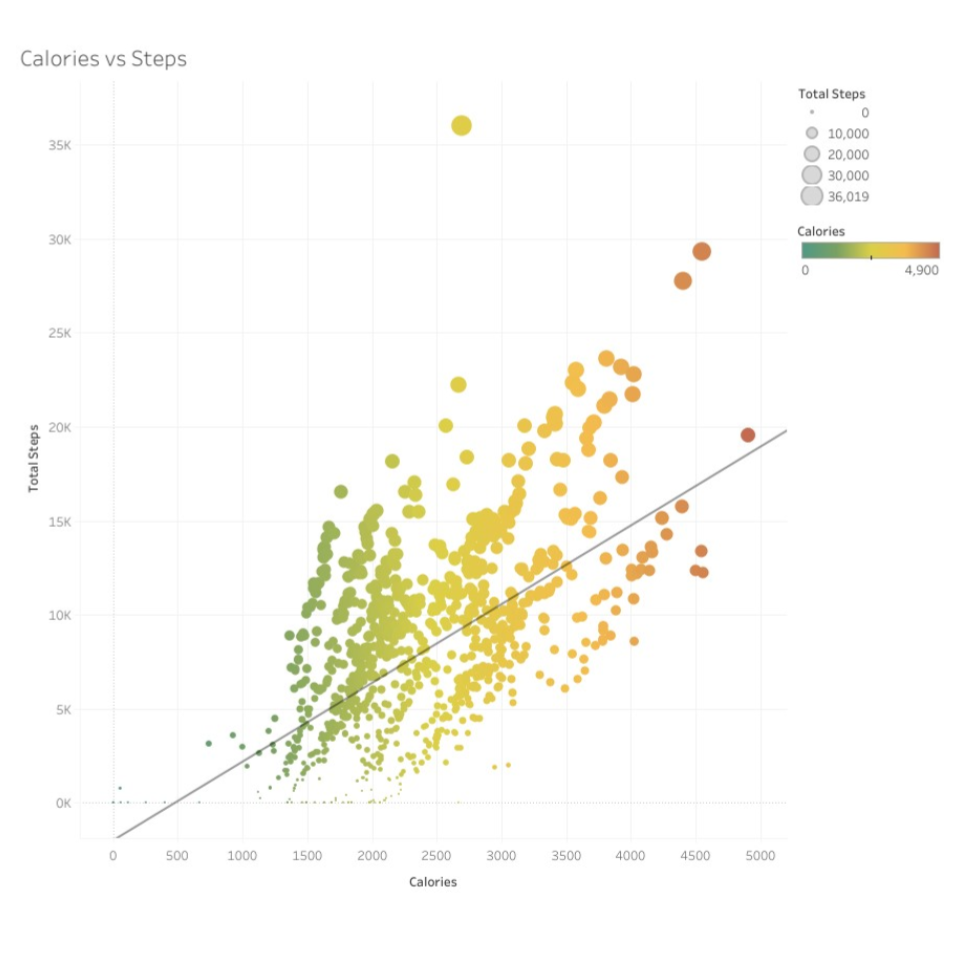 Calories vs Steps
Total Steps
0
10,000
20,000
30,000
36,019
Calories
0 4,900
35K
30K
25K
20K
15K
10K
5K
0K
Total Steps
0 500 1000 1500 2000 2500 3000 3500 4000 4500 5000
Calories